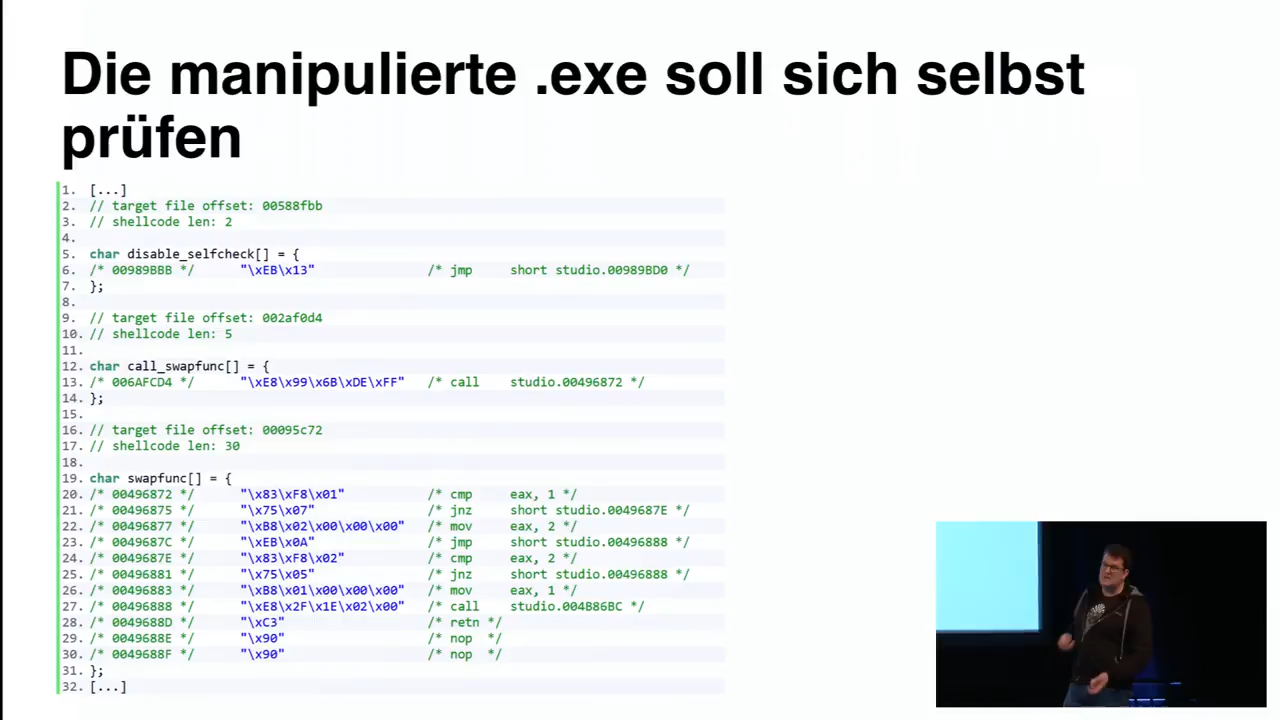 Die manipulierte .exe soll sich selbst
prüfen
1. [...]
2. // target file offset: 00588fbb
3. // shellcode len: 2
4.
5. char disable_selfcheck[] = {
6. /* 00989BBB */ "\xEB\x13" /* jmp short studio.00989BD0 */
7. };
8.
9. // target file offset: 002af0d4
10. // shellcode len: 5
11.
12. char call_swapfunc[] = {
13. /* 006AFCD4 */ "\xE8\x99\x6B\xDE\xFF" /* call studio.00496872 */
14. };
15.
16. // target file offset: 00095c72
17. // shellcode len: 30
18.
19. char swapfunc[] = {
20. /* 00496872 */ "\x83\xF8\x01" /* cmp eax, 1 */
21. /* 00496875 */ "\x75\x07" /* jnz short studio.0049687E */
22. /* 00496877 */ "\xB8\x02\x00\x00\x00" /* mov eax, 2 */
23. /* 0049687C */ "\xEB\x0A" /* jmp short studio.00496888 */
24. /* 0049687E */ "\x83\xF8\x02" /* cmp eax, 2 */
25. /* 00496881 */ "\x75\x05" /* jnz short studio.00496888 */
26. /* 00496883 */ "\xB8\x01\x00\x00\x00" /* mov eax, 1 */
27. /* 00496888 */ "\xE8\x2F\x1E\x02\x00" /* call studio.004B86BC */
28. /* 0049688D */ "\xC3" /* retn */
29. /* 0049688E */ "\x90" /* nop */
30. /* 0049688F */ "\x90" /* nop */
31. };
32. [...]